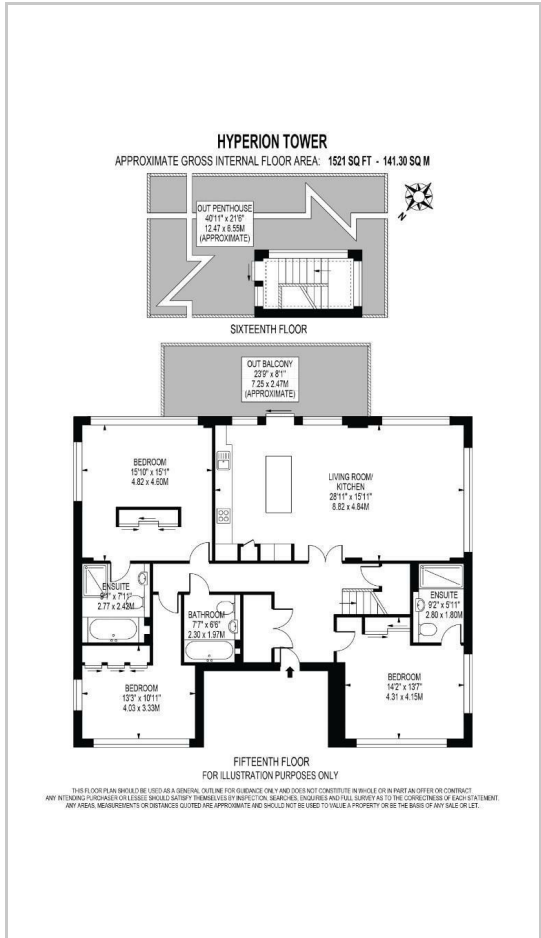 HYPERION TOWER
APPROXIMATE GROSS INTERNAL FLOOR AREA: 1521 SQ FT - 141.30 SQ M
OUT PENTHOUSE
40'11" x 21'6"
12.47 x 6.55M
(APPROXIMATE)
N
SIXTEENTH FLOOR
OUT BALCONY
23'9" x 8'1"
7.25 x 2.47M
(APPROXIMATE)
BEDROOM
15'10" x 15'1"
4.82 x 4.60M
LIVING ROOM/
KITCHEN
28'11" x 15'11"
8.82 x 4.84M
ENSUITE
9'1" x 7'11"
2.77 x 2.42M
BATHROOM
7'7" x 6'6"
2.30 x 1.97M
ENSUITE
9'2" x 5'11"
2.80 x 1.80M
BEDROOM
13'3" x 10'11"
4.03 x 3.33M
BEDROOM
14'2" x 13'7"
4.31 x 4.15M
FIFTEENTH FLOOR
FOR ILLUSTRATION PURPOSES ONLY
THIS FLOOR PLAN SHOULD BE USED AS A GENERAL OUTLINE FOR GUIDANCE ONLY AND DOES NOT CONSTITUTE IN WHOLE OR IN PART AN OFFER OR CONTRACT.
ANY INTENDING PURCHASER OR LESSEE SHOULD SATISFY THEMSELVES BY INSPECTION, SEARCHES, ENQUIRIES AND FULL SURVEY AS TO THE CORRECTNESS OF EACH STATEMENT.
ANY AREAS, MEASUREMENTS OR DISTANCES QUOTED ARE APPROXIMATE AND SHOULD NOT BE USED TO VALUE A PROPERTY OR BE THE BASIS OF ANY SALE OR LET.